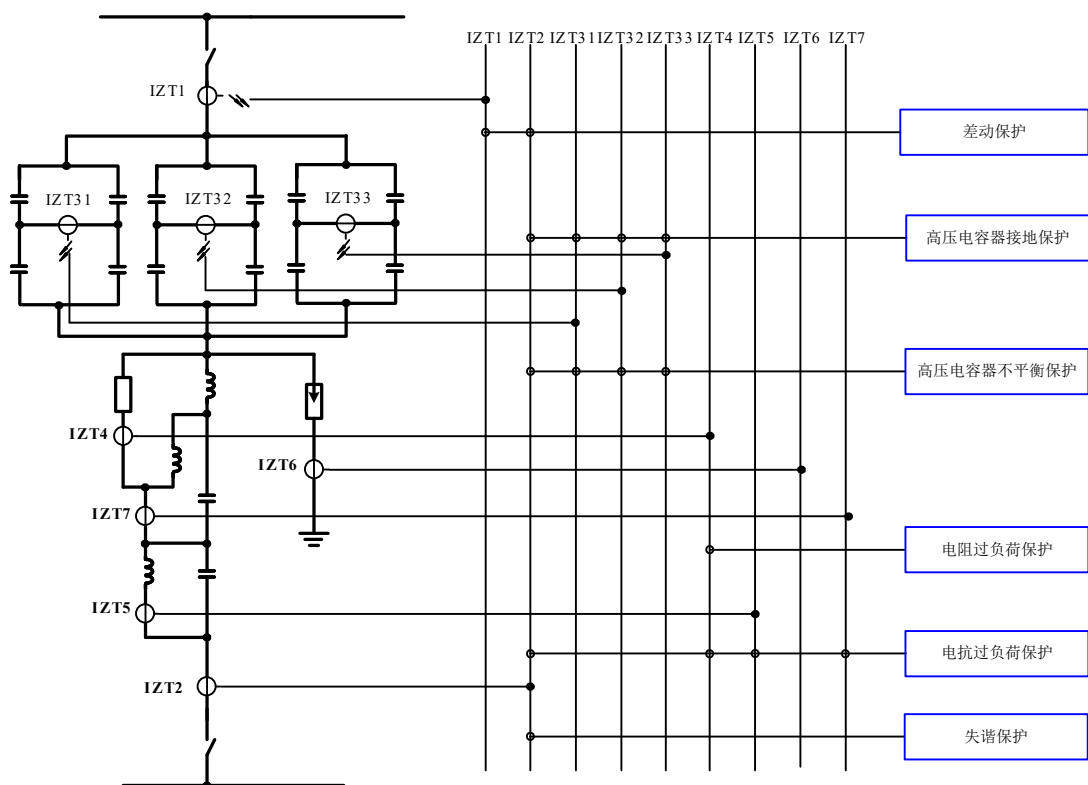 IZT1 IZT2 IZT31 IZT32 IZT33 IZT4 IZT5 IZT6 IZT7
IZT1
差动保护
IZT31 IZT32 IZT33
高压电容器接地保护
高压电容器不平衡保护
IZT4
IZT6
IZT7
电阻过负荷保护
IZT5
电抗过负荷保护
IZT2
失谐保护